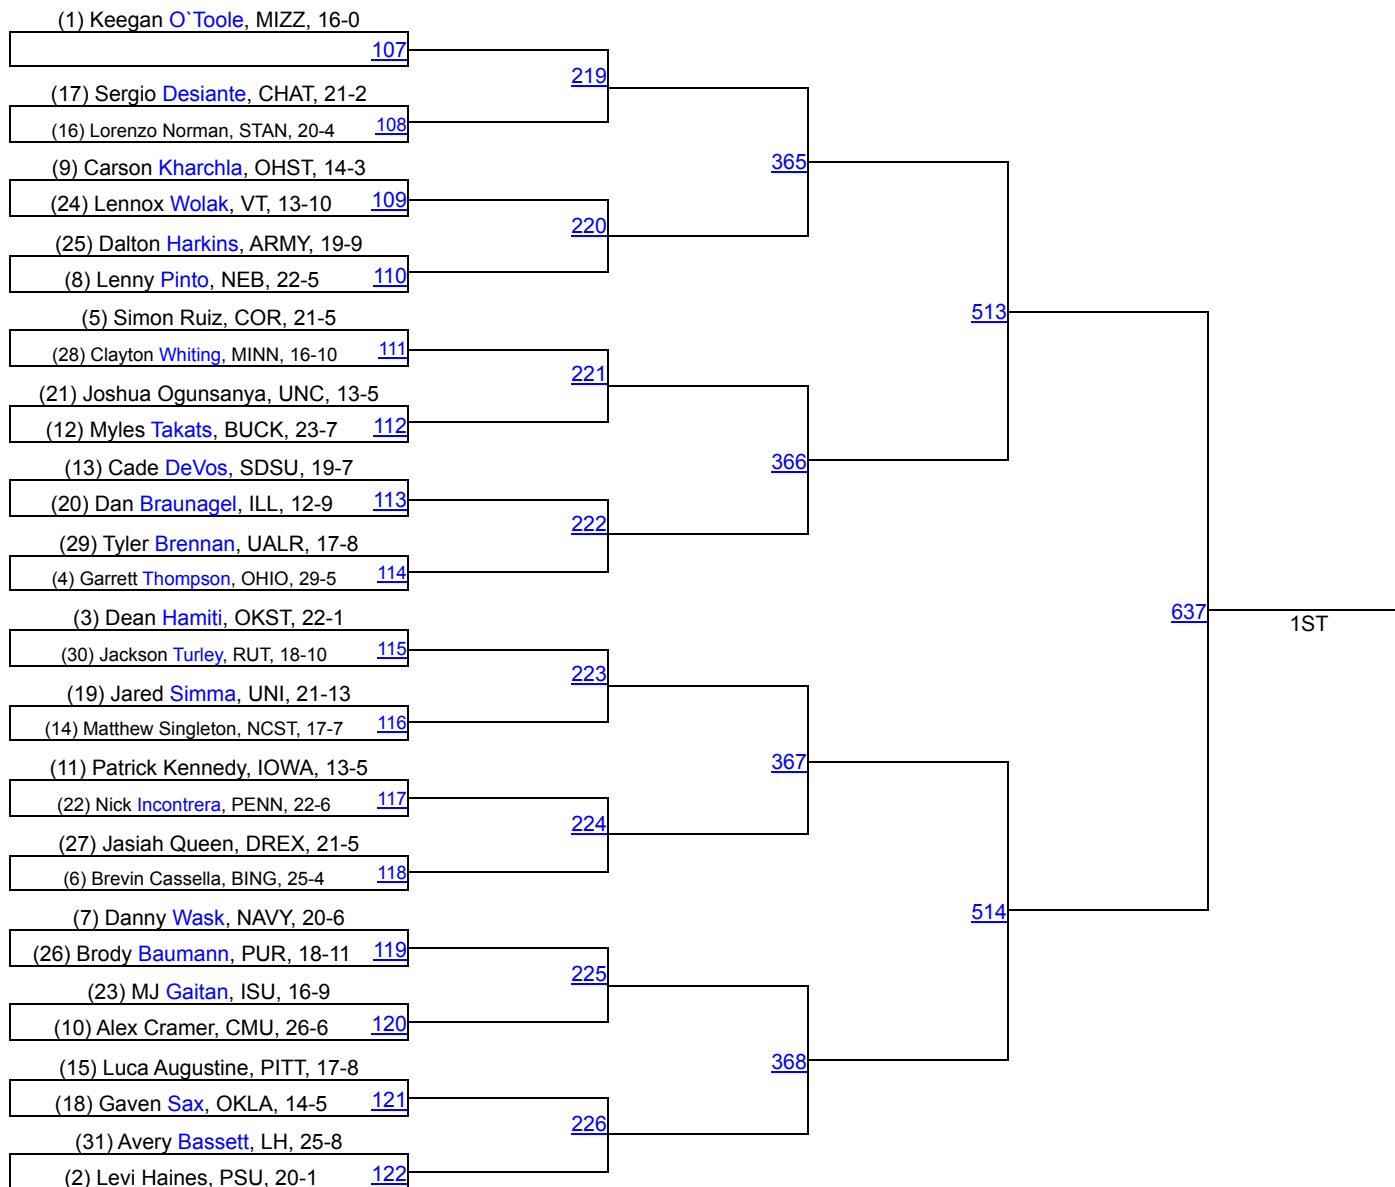 (1) Keegan O`Toole, MIZZ, 16-0
107
219
(17) Sergio Desiante, CHAT, 21-2
(16) Lorenzo Norman, STAN, 20-4 108
365
(9) Carson Kharchla, OHST, 14-3
(24) Lennox Wolak, VT, 13-10 109
220
(25) Dalton Harkins, ARMY, 19-9
(8) Lenny Pinto, NEB, 22-5 110
513
(5) Simon Ruiz, COR, 21-5
(28) Clayton Whiting, MINN, 16-10 111
221
(21) Joshua Ogunsanya, UNC, 13-5
(12) Myles Takats, BUCK, 23-7 112
366
(13) Cade DeVos, SDSU, 19-7
(20) Dan Braunagel, ILL, 12-9 113
222
(29) Tyler Brennan, UALR, 17-8
(4) Garrett Thompson, OHIO, 29-5 114
637
1ST
(3) Dean Hamiti, OKST, 22-1
(30) Jackson Turley, RUT, 18-10 115
223
(19) Jared Simma, UNI, 21-13
(14) Matthew Singleton, NCST, 17-7 116
367
(11) Patrick Kennedy, IOWA, 13-5
(22) Nick Incontrera, PENN, 22-6 117
224
(27) Jasiah Queen, DREX, 21-5
(6) Brevin Cassella, BING, 25-4 118
514
(7) Danny Wask, NAVY, 20-6
(26) Brody Baumann, PUR, 18-11 119
225
(23) MJ Gaitan, ISU, 16-9
(10) Alex Cramer, CMU, 26-6 120
368
(15) Luca Augustine, PITT, 17-8
(18) Gaven Sax, OKLA, 14-5 121
226
(31) Avery Bassett, LH, 25-8
(2) Levi Haines, PSU, 20-1 122